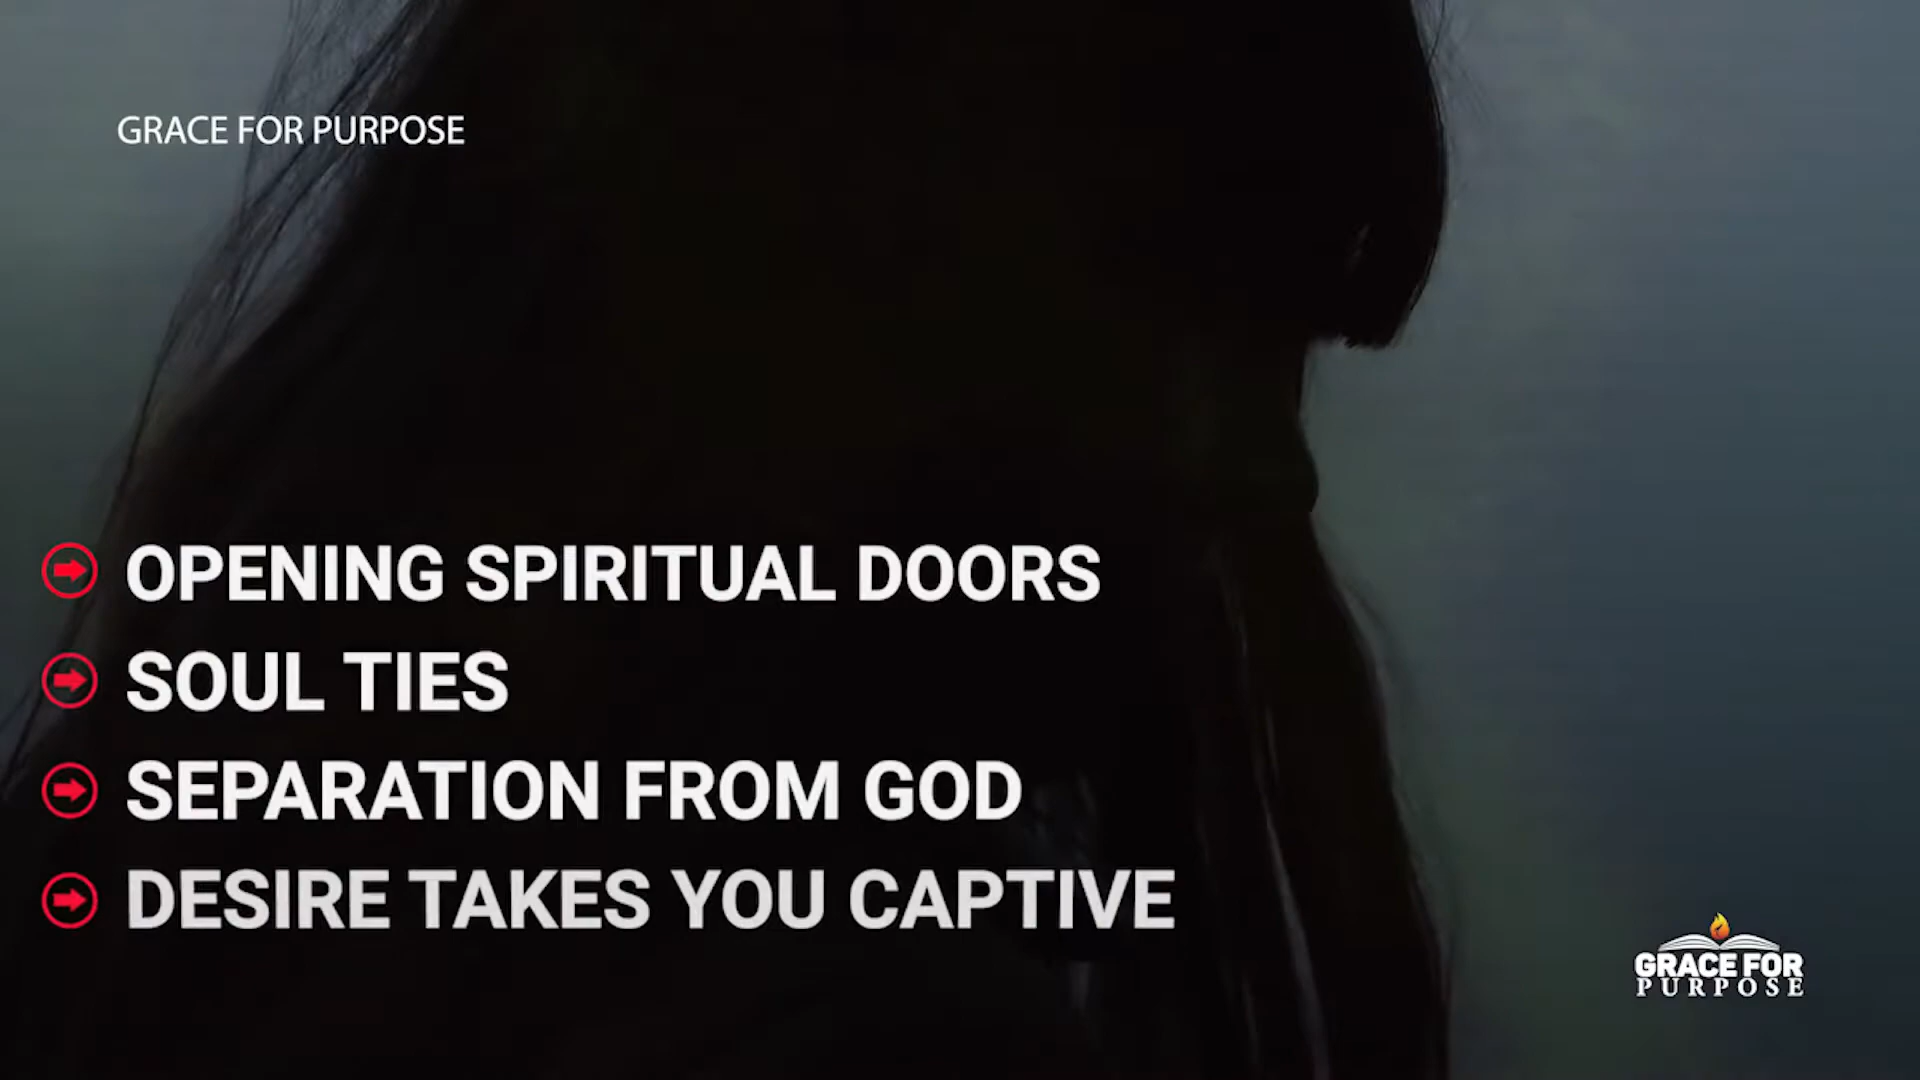 GRACE FOR PURPOSE
OPENING SPIRITUAL DOORS
SOUL TIES
SEPARATION FROM GOD
DESIRE TAKES YOU CAPTIVE
GRACE FOR
PURPOSE